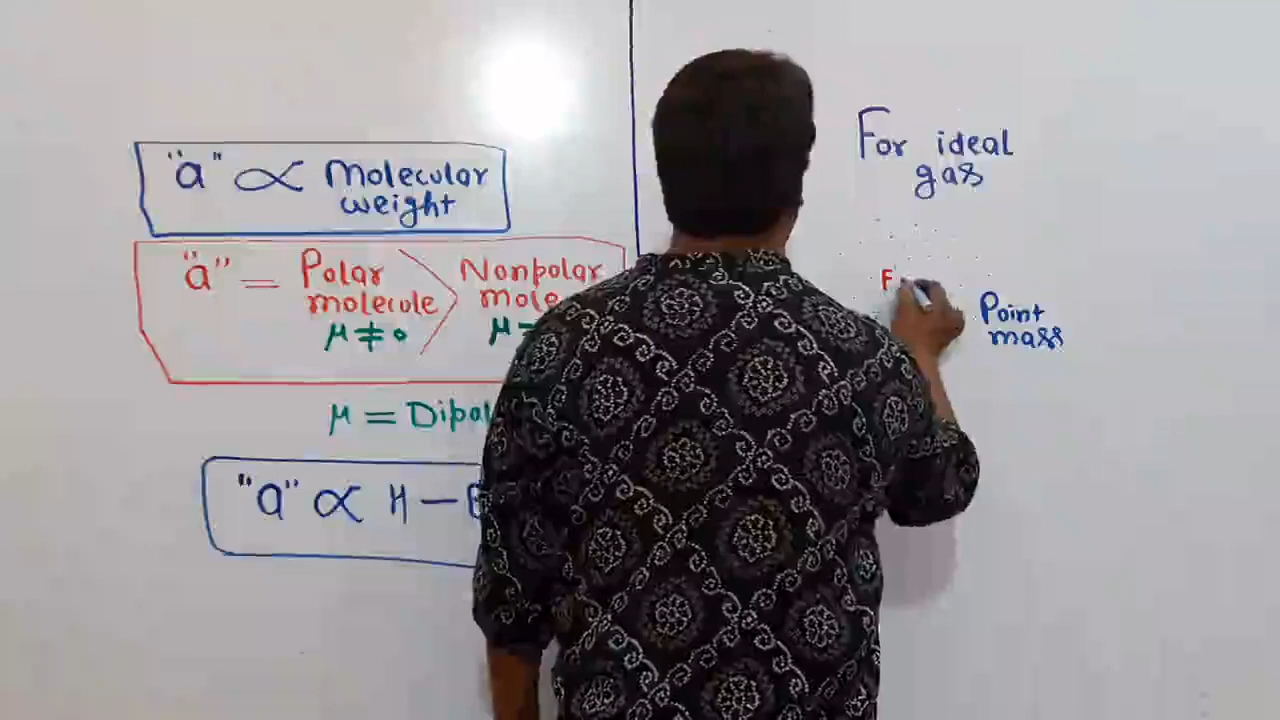 "a" ∝ Molecular
weight
"a" = Polar molecule > Nonpolar
μ ≠ 0
μ = Dipol
"a" ∝ H –
For ideal
gas
F
Point
mass